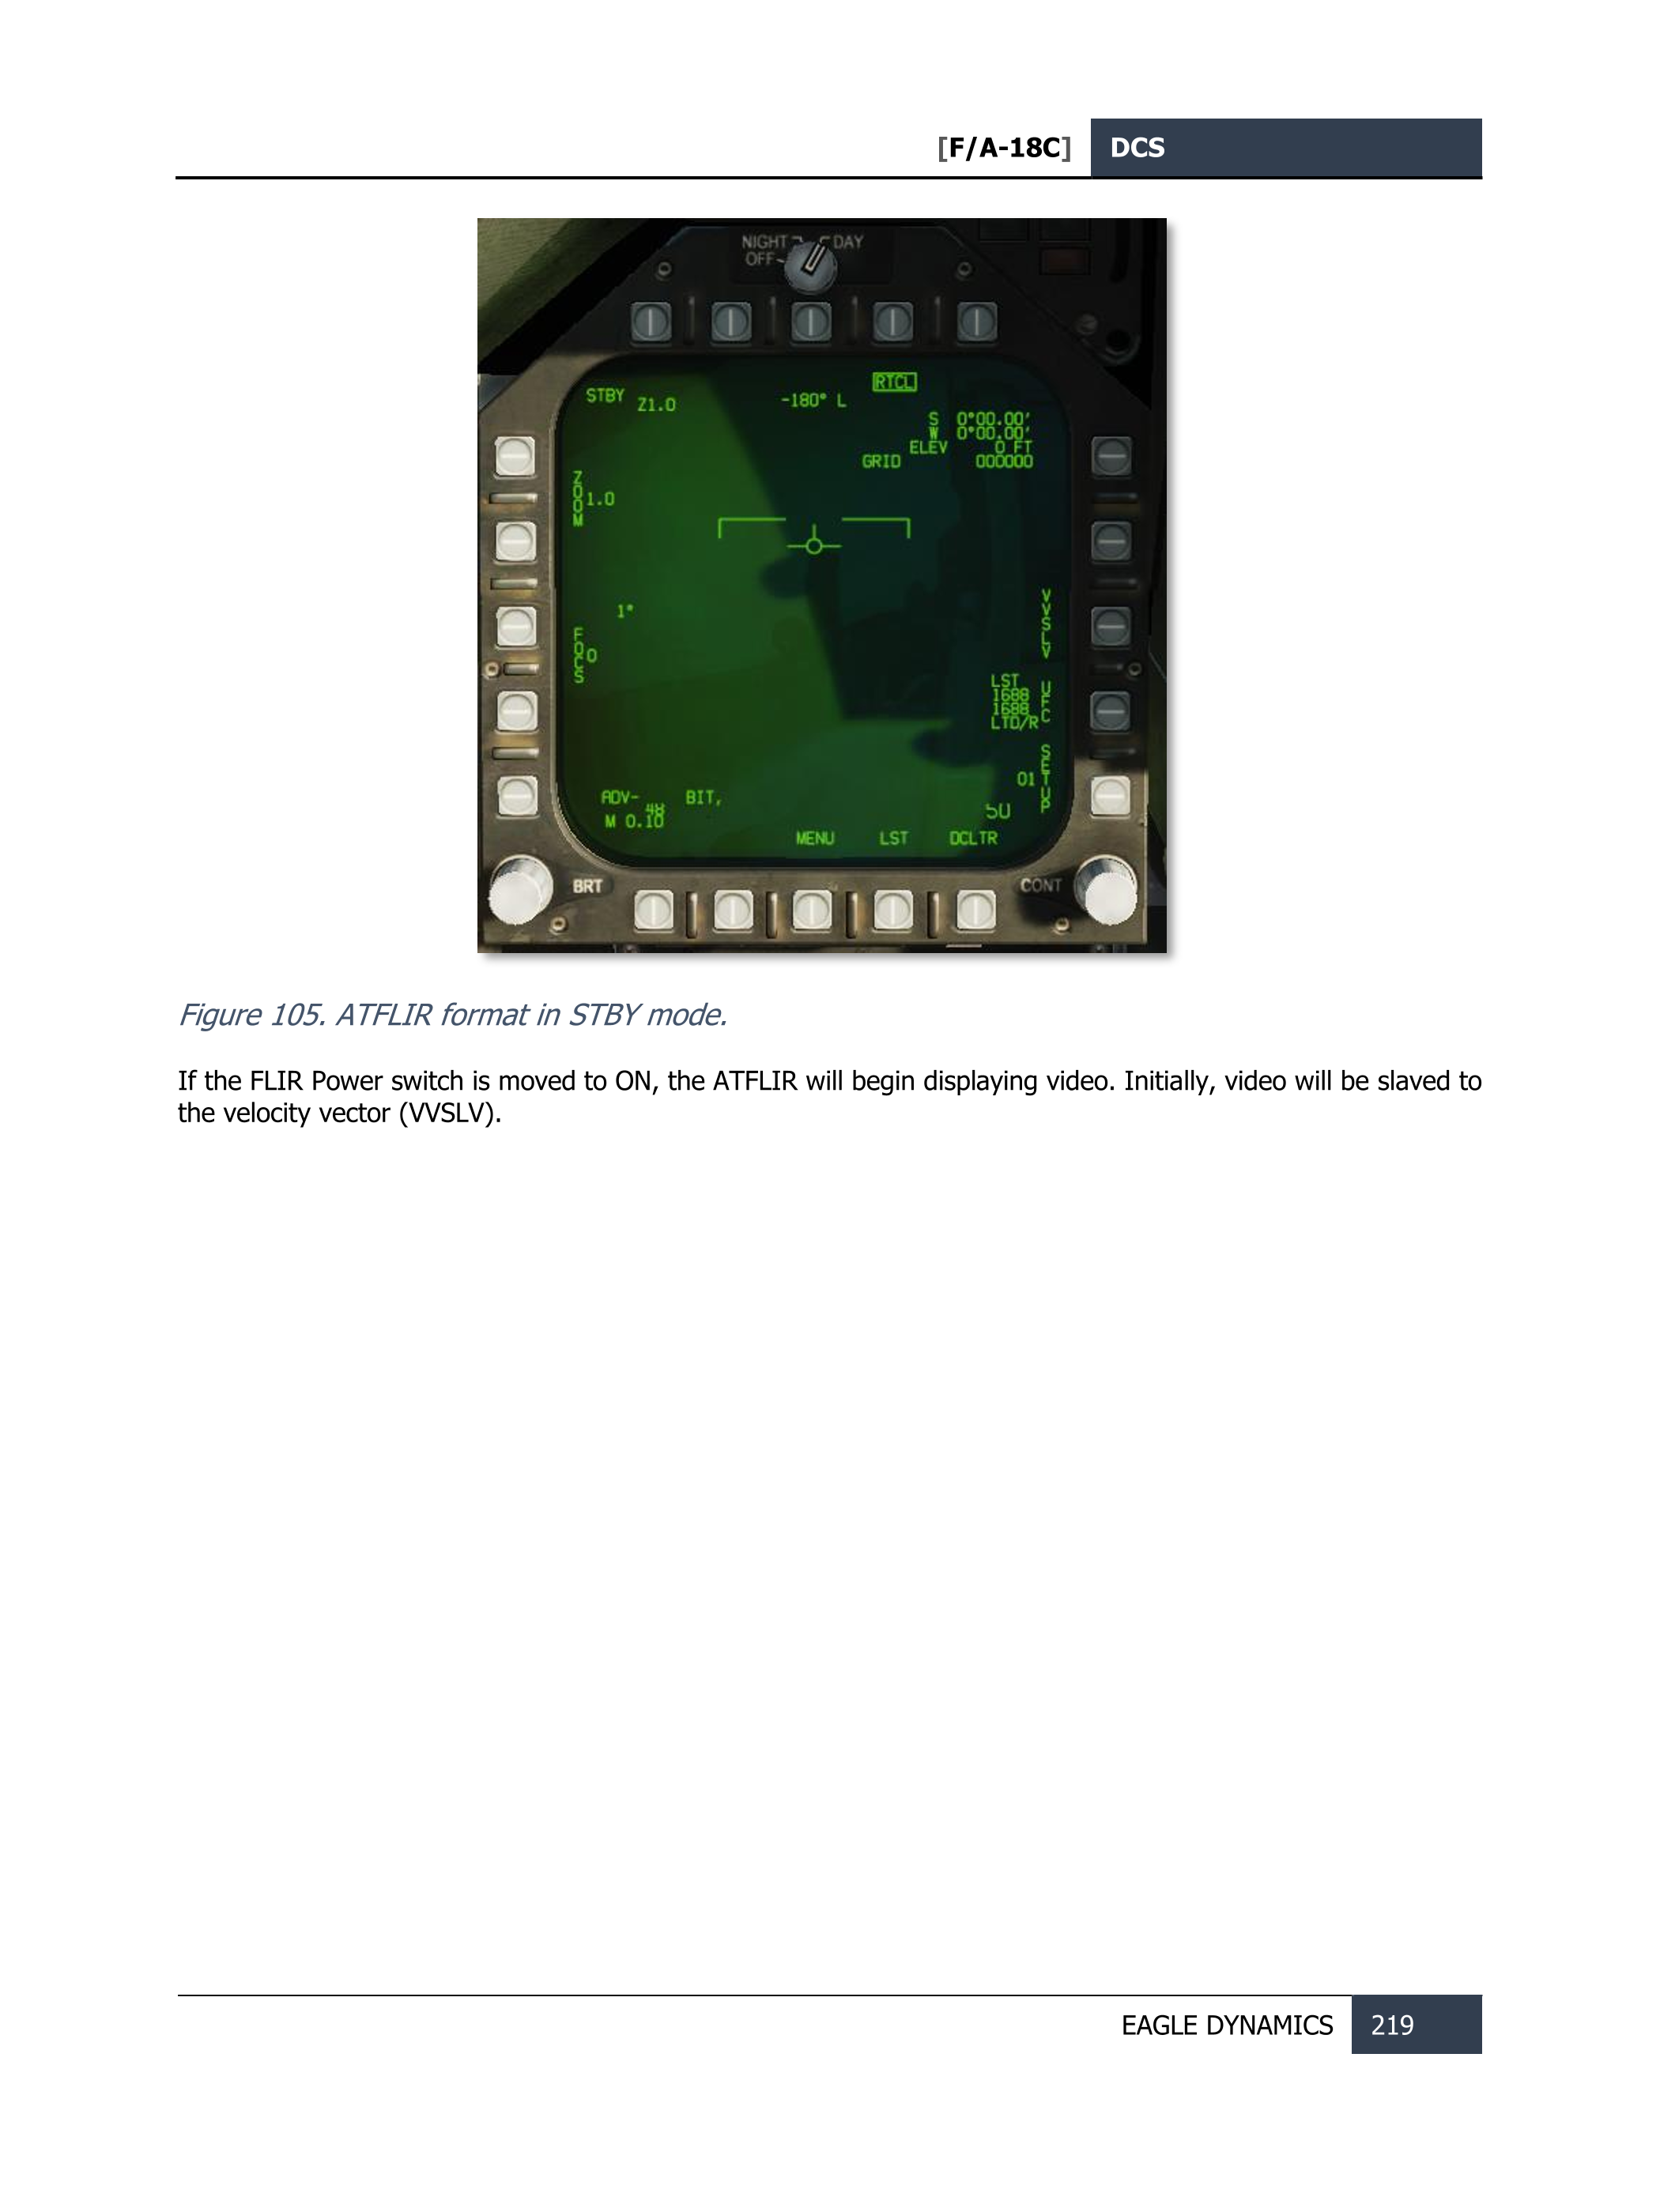 [F/A-18C] DCS
NIGHT DAY
OFF
RTCL
STBY Z1.0 -180° L
S 0°00.00'
W 0°00.00'
ELEV 0 FT
GRID 000000
ZOOM 1.0
1°
FOCS 0
VVSLV
LST
1688
1688
LTD/R
UFC
SETUP
01
ADV- BIT,
48
M 0.10
50
MENU LST DCLTR
BRT CONT
Figure 105. ATFLIR format in STBY mode.
If the FLIR Power switch is moved to ON, the ATFLIR will begin displaying video. Initially, video will be slaved to
the velocity vector (VVSLV).
EAGLE DYNAMICS 219